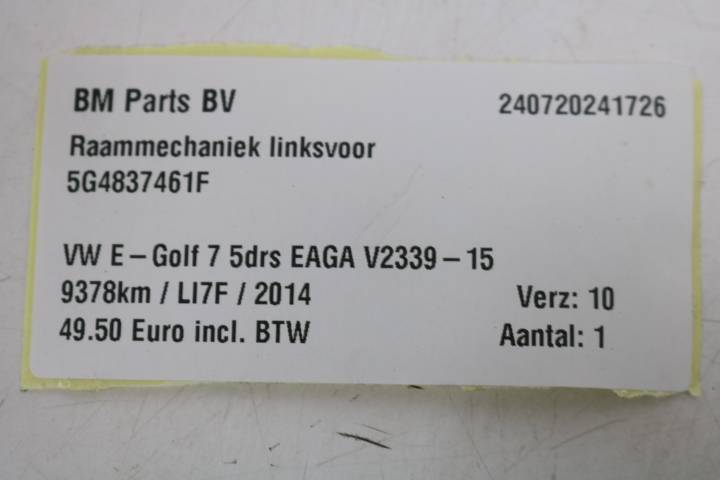 BM Parts BV 240720241726
Raammechaniek linksvoor
5G4837461F
VW E-Golf 7 5drs EAGA V2339-15
9378km / LI7F / 2014 Verz: 10
49.50 Euro incl. BTW Aantal: 1